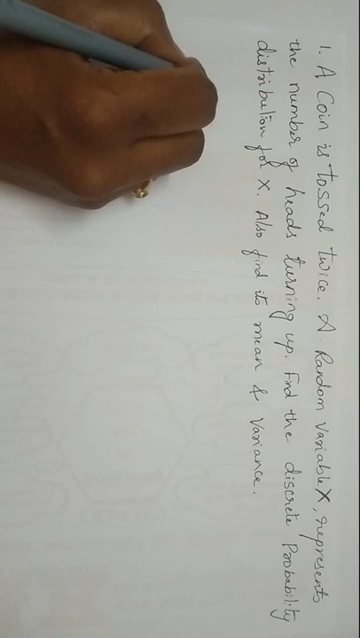 1. A Coin is tossed twice. A Random Variable X, represents
the number of heads turning up. Find the discrete Probability
distribution for X. Also find its mean & Variance.